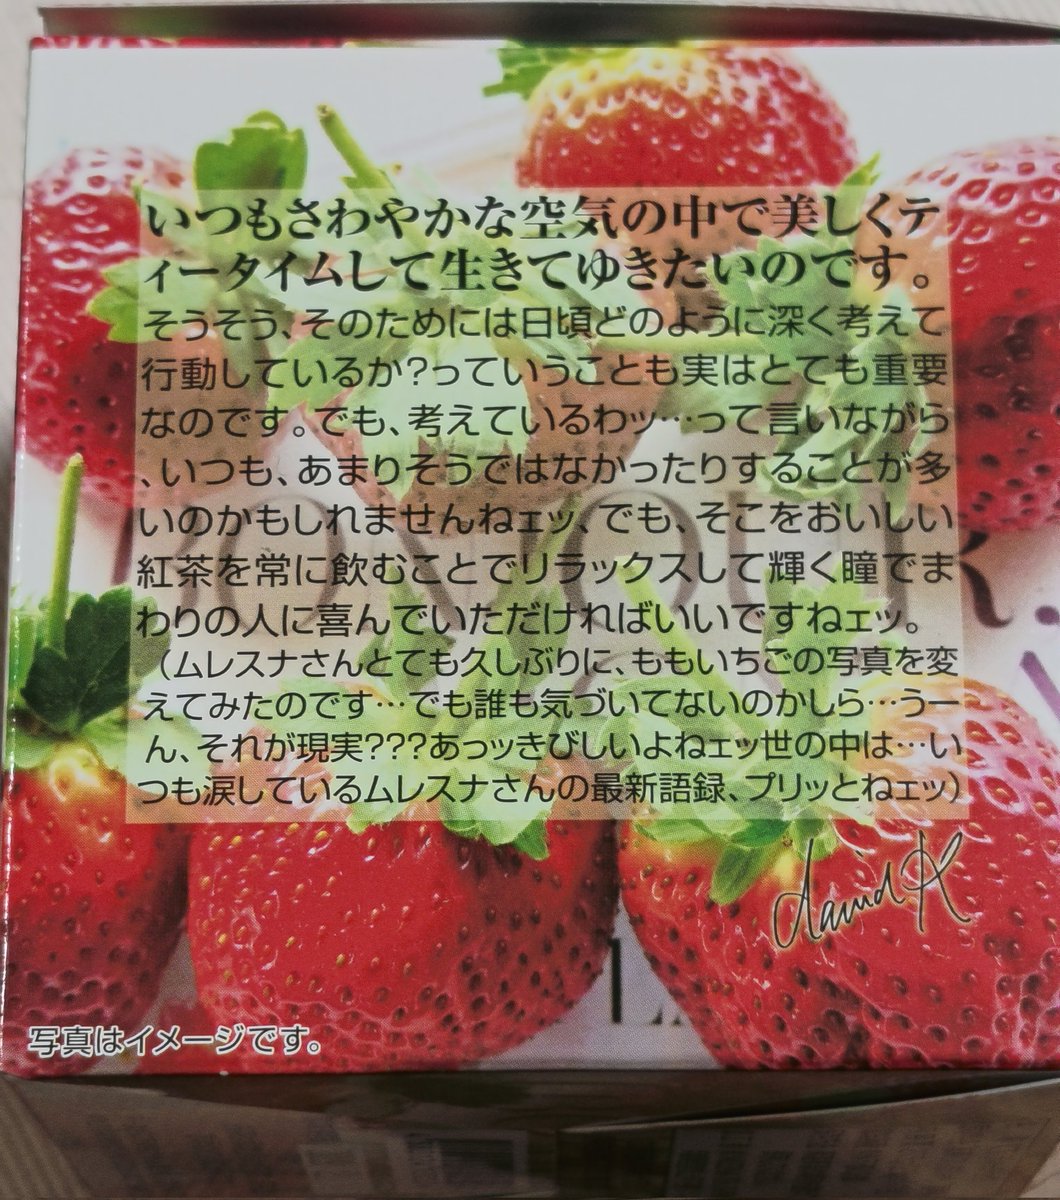 いつもさわやかな空気の中で美しくテ
ィータイムして生きてゆきたいのです。
そうそう、そのためには日頃どのように深く考えて
行動しているか?っていうことも実はとても重要
なのです。でも、考えているわッ…って言いながら
、いつも、あまりそうではなかったりすることが多
いのかもしれませんねェッ、でも、そこをおいしい
紅茶を常に飲むことでリラックスして輝く瞳でま
わりの人に喜んでいただければいいですねェッ。
（ムレスナさんとても久しぶりに、ももいちごの写真を変
えてみたのです…でも誰も気づいてないのかしら…うー
ん、それが現実???あっッきびしいよねェッ世の中は…い
つも涙しているムレスナさんの最新語録、プリッとねェッ）
David K
写真はイメージです。